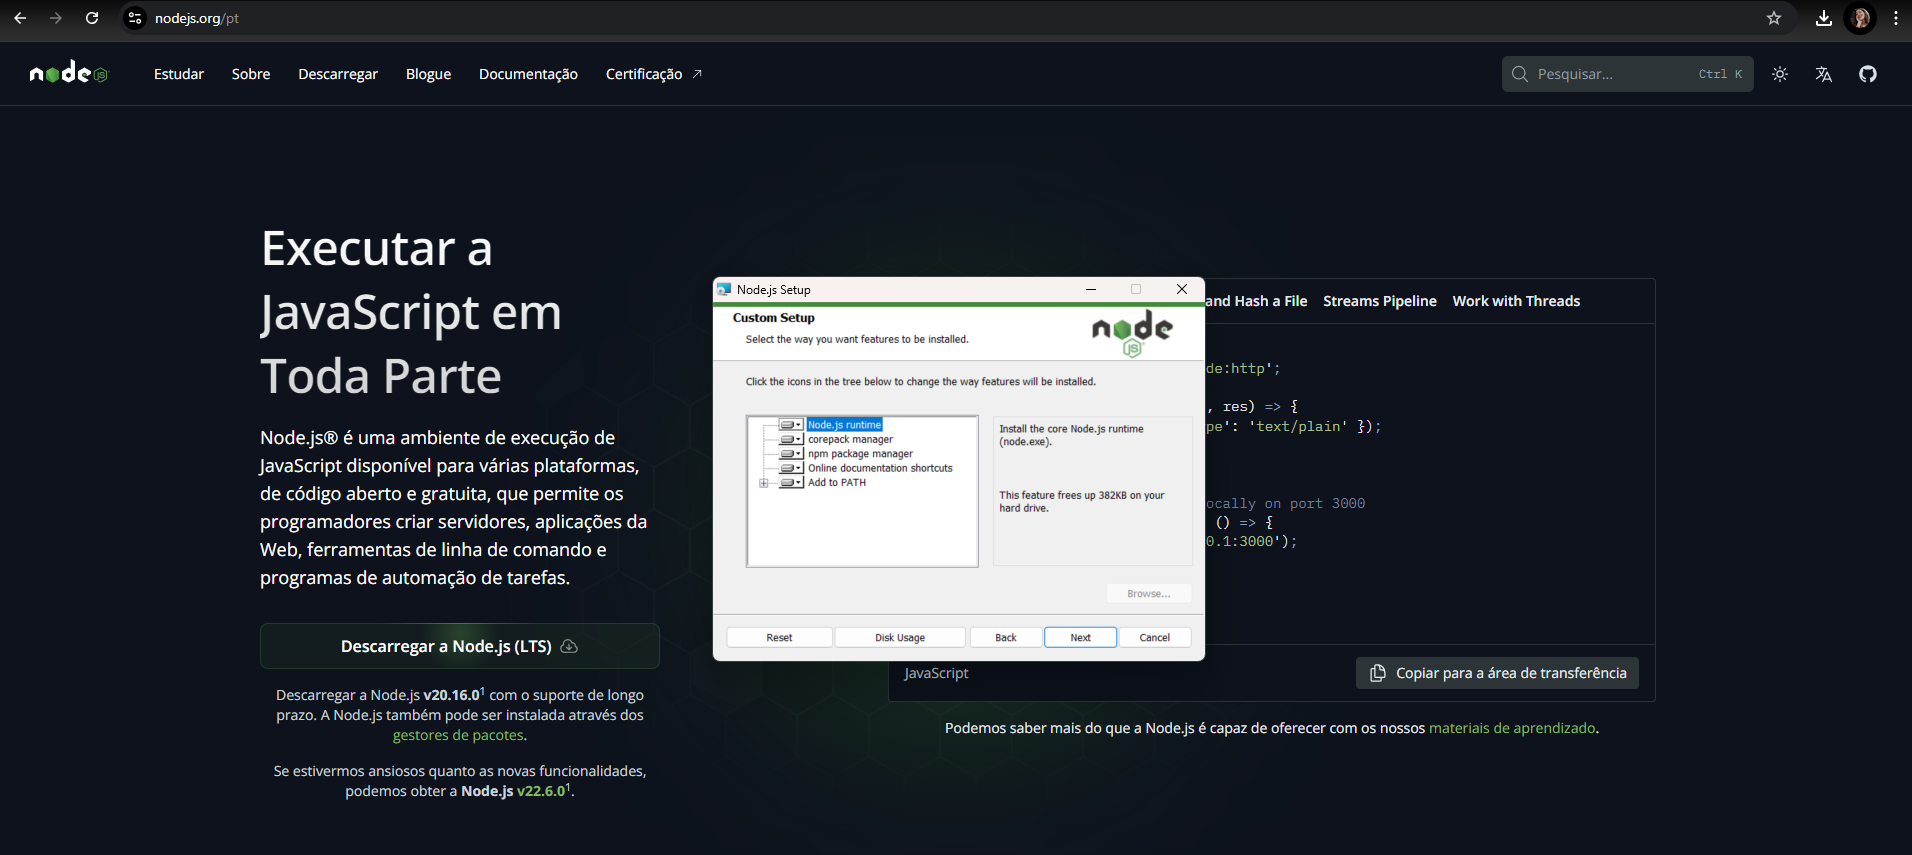 nodejs.org/pt
node JS
Estudar Sobre Descarregar Blogue Documentação Certificação
Pesquisar... Ctrl K
Executar a
JavaScript em
Toda Parte
Node.js® é uma ambiente de execução de
JavaScript disponível para várias plataformas,
de código aberto e gratuita, que permite os
programadores criar servidores, aplicações da
Web, ferramentas de linha de comando e
programas de automação de tarefas.
Descarregar a Node.js (LTS)
Descarregar a Node.js v20.16.0¹ com o suporte de longo
prazo. A Node.js também pode ser instalada através dos
gestores de pacotes.
Se estivermos ansiosos quanto as novas funcionalidades,
podemos obter a Node.js v22.6.0¹.
Node.js Setup
Custom Setup
Select the way you want features to be installed.
node JS
Click the icons in the tree below to change the way features will be installed.
Node.js runtime
corepack manager
npm package manager
Online documentation shortcuts
Add to PATH
Install the core Node.js runtime
(node.exe).
This feature frees up 382KB on your
hard drive.
Browse...
Reset Disk Usage Back Next Cancel
and Hash a File Streams Pipeline Work with Threads
de:http';
, res) => {
pe': 'text/plain' });
ocally on port 3000
() => {
0.1:3000');
JavaScript
Copiar para a área de transferência
Podemos saber mais do que a Node.js é capaz de oferecer com os nossos materiais de aprendizado.